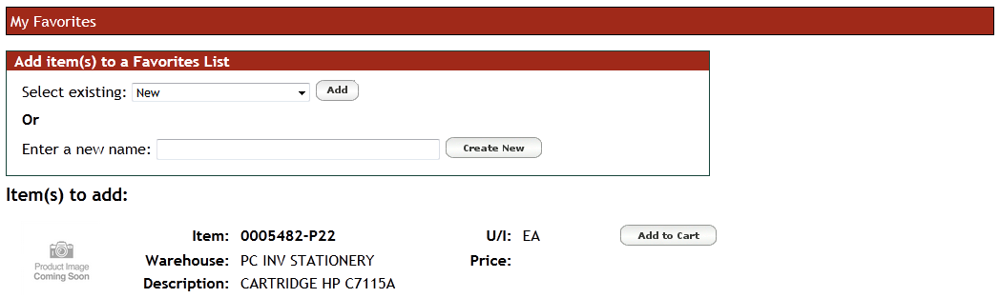 My Favorites
Add item(s) to a Favorites List
Select existing: New Add
Or
Enter a new name: Create New
Item(s) to add:
Item: 0005482-P22 U/I: EA Add to Cart
Product Image
Coming Soon
Warehouse: PC INV STATIONERY Price:
Description: CARTRIDGE HP C7115A